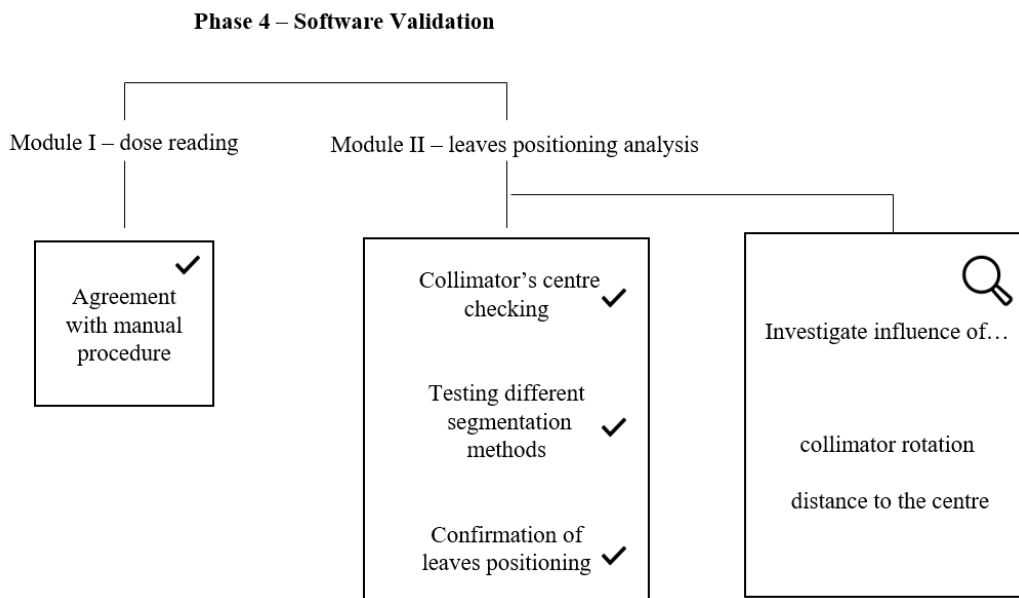 Phase 4 – Software Validation
Module I – dose reading
Module II – leaves positioning analysis
Agreement
with manual
procedure
Collimator’s centre
checking
Testing different
segmentation
methods
Confirmation of
leaves positioning
Investigate influence of…
collimator rotation
distance to the centre